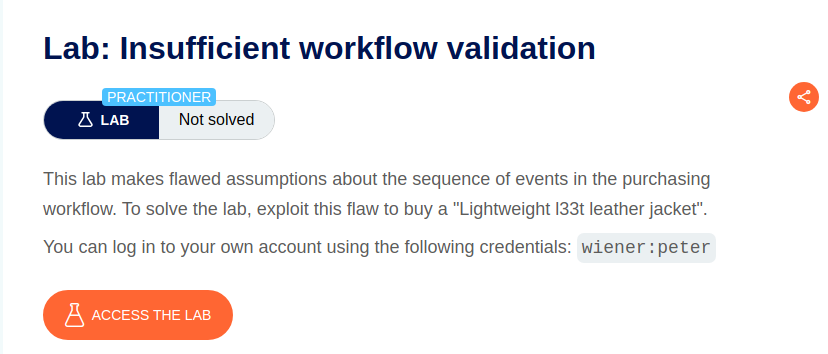 Lab: Insufficient workflow validation
PRACTITIONER
LAB
Not solved
This lab makes flawed assumptions about the sequence of events in the purchasing
workflow. To solve the lab, exploit this flaw to buy a "Lightweight l33t leather jacket".
You can log in to your own account using the following credentials: wiener:peter
ACCESS THE LAB